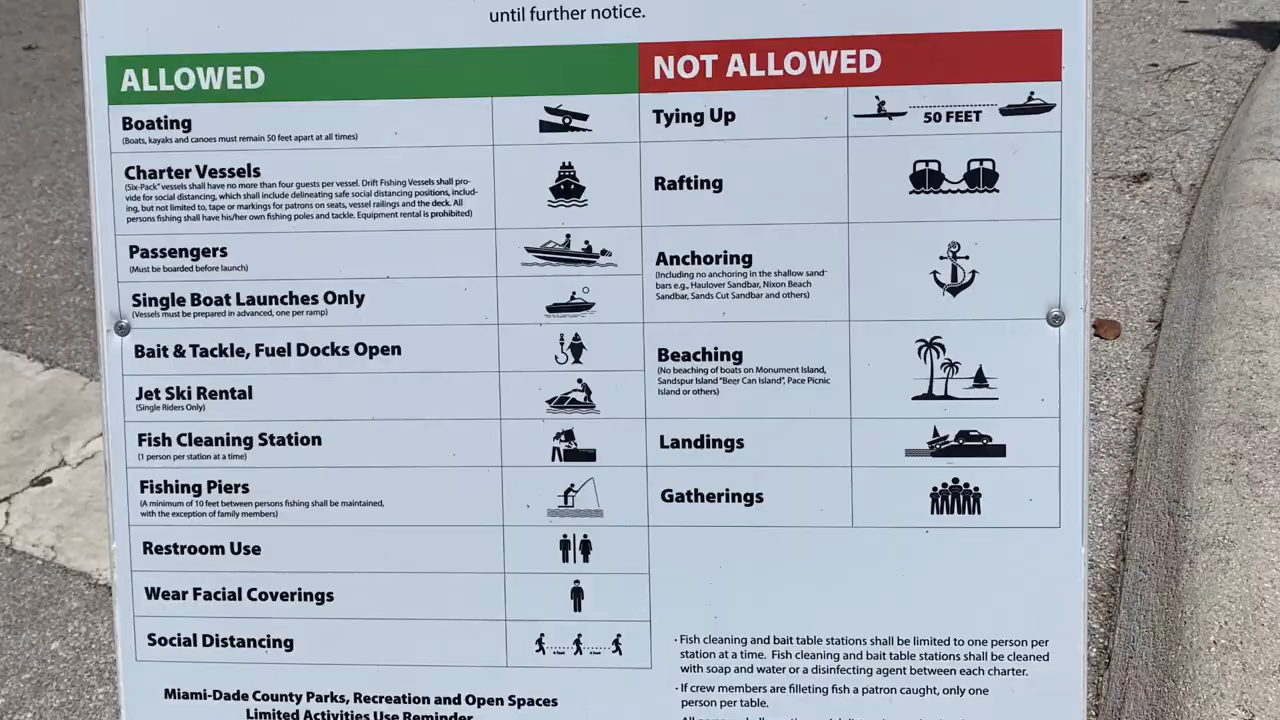 until further notice.
ALLOWED
NOT ALLOWED
Boating
(Boats, kayaks and canoes must remain 50 feet apart at all times)
Charter Vessels
(Six-Pack" vessels shall have no more than four guests per vessel. Drift Fishing Vessels shall pro-
vide for social distancing, which shall include delineating safe social distancing positions, includ-
ing, but not limited to, tape or markings for patrons on seats, vessel railings and the deck. All
persons fishing shall have his/her own fishing poles and tackle. Equipment rental is prohibited)
Passengers
(Must be boarded before launch)
Single Boat Launches Only
(Vessels must be prepared in advanced, one per ramp)
Bait & Tackle, Fuel Docks Open
Jet Ski Rental
(Single Riders Only)
Fish Cleaning Station
(1 person per station at a time)
Fishing Piers
(A minimum of 10 feet between persons fishing shall be maintained,
with the exception of family members)
Restroom Use
Wear Facial Coverings
Social Distancing
Tying Up
50 FEET
Rafting
Anchoring
(Including no anchoring in the shallow sand-
bars e.g., Haulover Sandbar, Nixon Beach
Sandbar, Sands Cut Sandbar and others)
Beaching
(No beaching of boats on Monument Island,
Sandspur Island "Beer Can Island", Pace Picnic
Island or others)
Landings
Gatherings
Miami-Dade County Parks, Recreation and Open Spaces
Limited Activities Use Reminder
· Fish cleaning and bait table stations shall be limited to one person per
station at a time. Fish cleaning and bait table stations shall be cleaned
with soap and water or a disinfecting agent between each charter.
· If crew members are filleting fish a patron caught, only one
person per table.